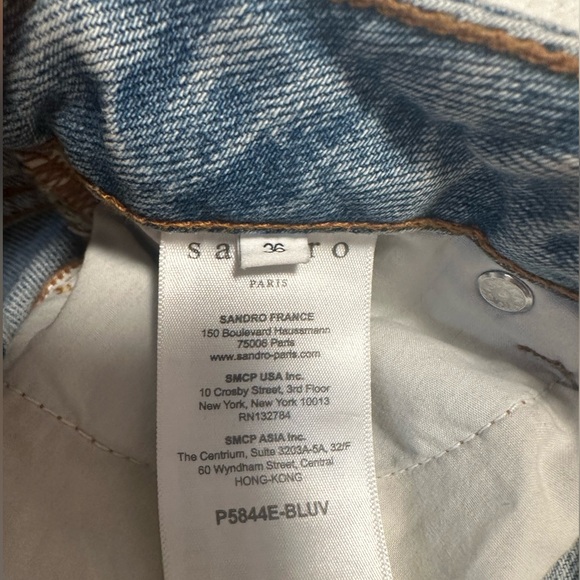 sa 36 ro
PARIS
SANDRO FRANCE
150 Boulevard Haussmann
75008 Paris
www.sandro-paris.com
SMCP USA Inc.
10 Crosby Street, 3rd Floor
New York, New York 10013
RN132784
SMCP ASIA Inc.
The Centrium, Suite 3203A-5A, 32/F
60 Wyndham Street, Central
HONG-KONG
P5844E-BLUV